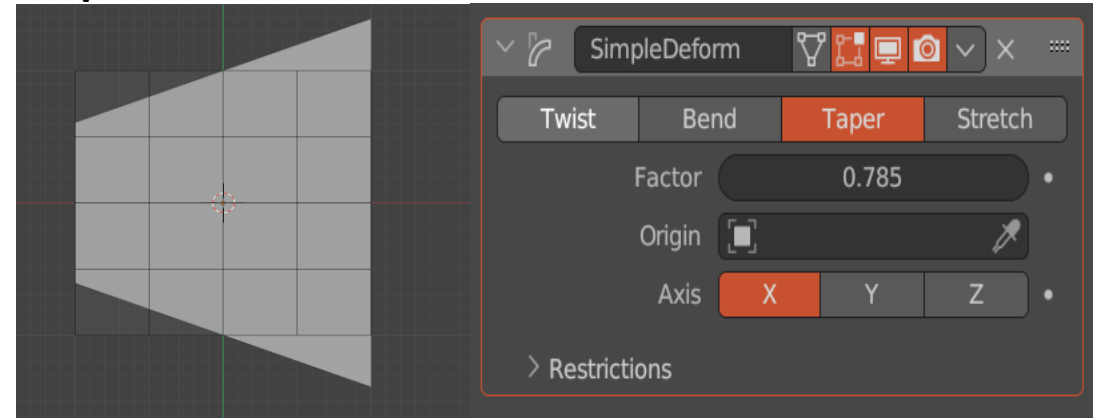 SimpleDeform
Twist Bend Taper Stretch
Factor 0.785
Origin
Axis X Y Z
Restrictions